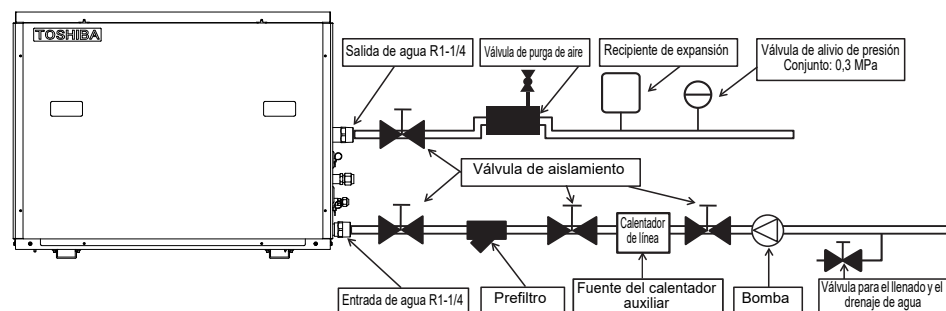 TOSHIBA
Salida de agua R1-1/4
Válvula de purga de aire
Recipiente de expansión
Válvula de alivio de presión
Conjunto: 0,3 MPa
Válvula de aislamiento
Calentador
de línea
Entrada de agua R1-1/4
Prefiltro
Fuente del calentador
auxiliar
Bomba
Válvula para el llenado y el
drenaje de agua